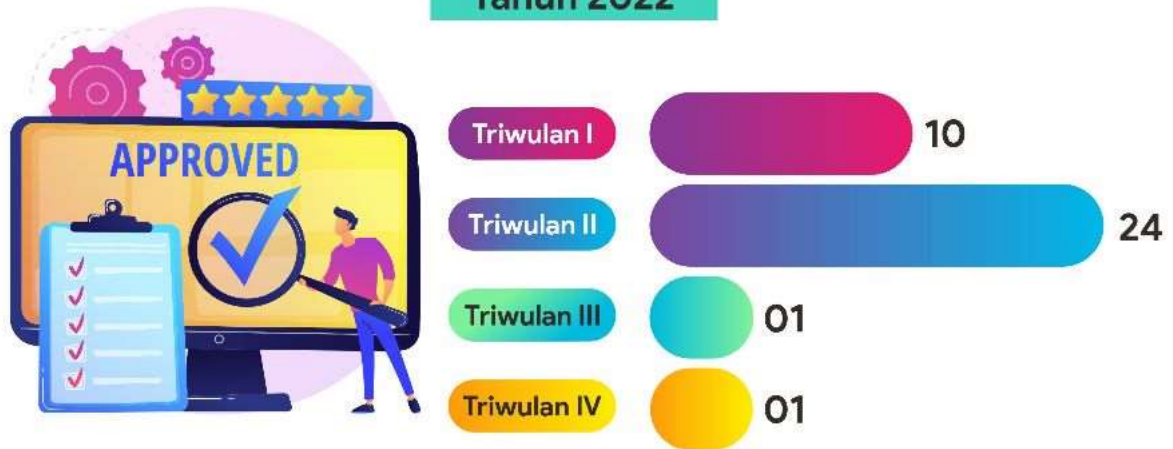 Tahun 2022
APPROVED
Triwulan I
10
Triwulan II
24
Triwulan III
01
Triwulan IV
01